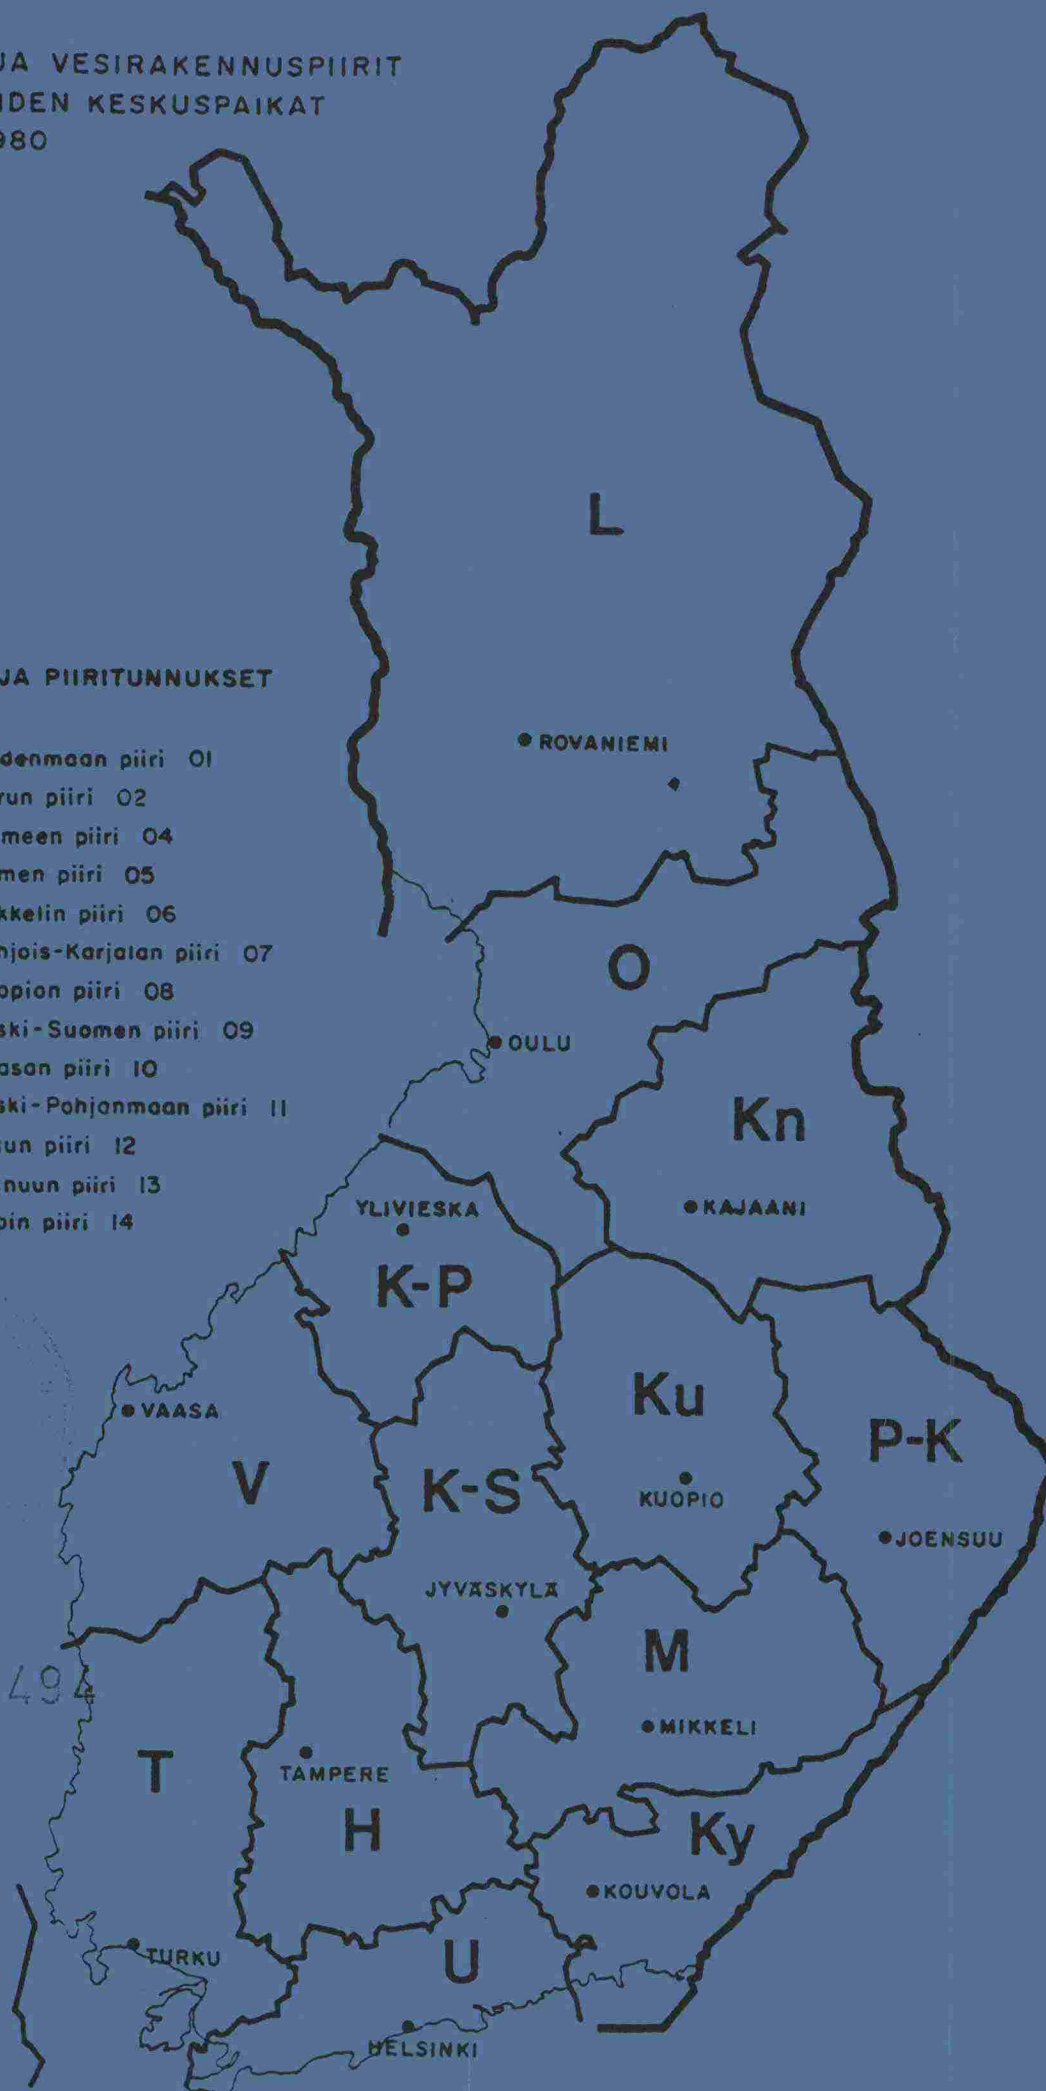 JA VESIRAKENNUSPIIRIT
IDEN KESKUSPAIKAT
980
L
JA PIIRITUNNUKSET
ROVANIEMI
denmaan piiri 01
run piiri 02
meen piiri 04
men piiri 05
kkelin piiri 06
hjois-Karjalan piiri 07
opion piiri 08
ski-Suomen piiri 09
asan piiri 10
ski-Pohjanmaan piiri 11
un piiri 12
nuun piiri 13
pin piiri 14
O
OULU
Kn
KAJAANI
YLIVIESKA
K-P
Ku
VAASA
P-K
V
K-S
KUOPIO
JOENSUU
JYVÄSKYLÄ
M
494
MIKKELI
T
TAMPERE
H
Ky
KOUVOLA
TURKU
U
HELSINKI